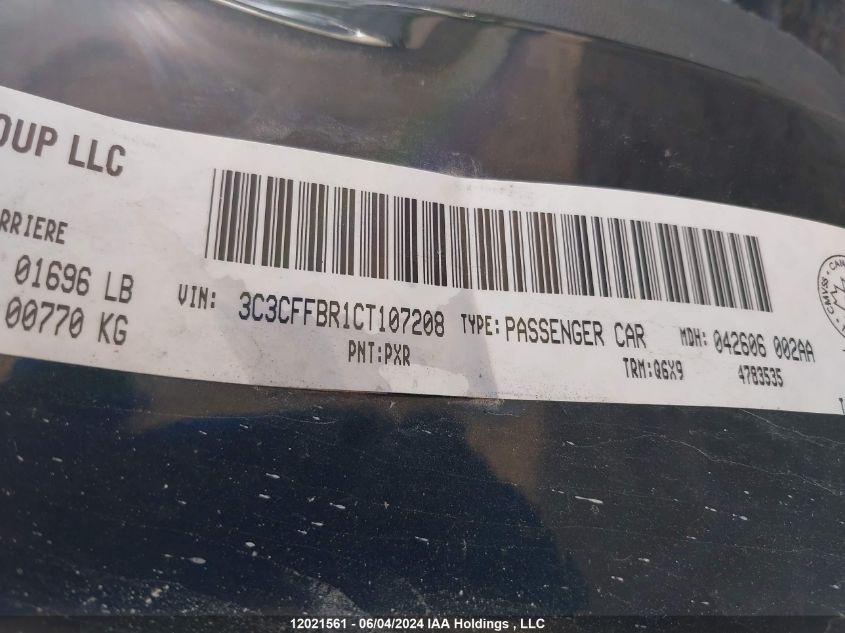 OUP LLC
RRIERE
01696 LB
00770 KG
VIN: 3C3CFFBR1CT107208 TYPE: PASSENGER CAR MDH: 042606 002AA
PNT:PXR TRM:Q6X9 4783535
12021561 - 06/04/2024 IAA Holdings , LLC